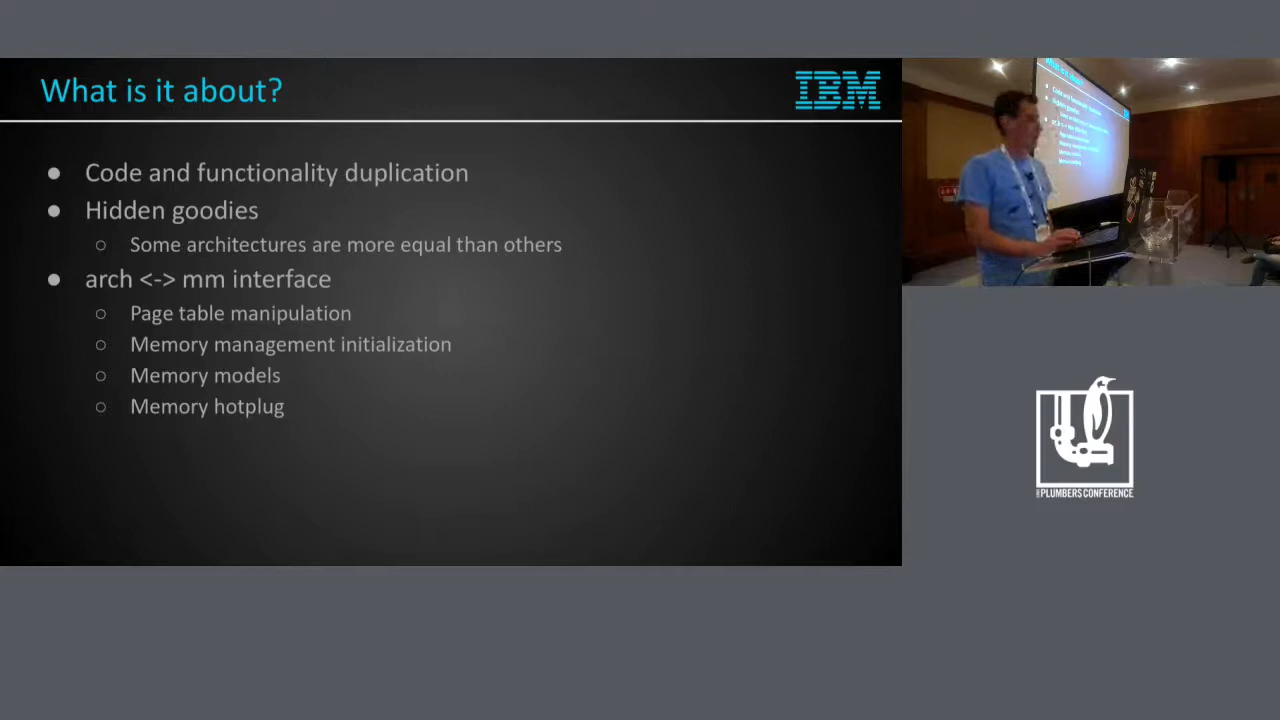 What is it about?
IBM
● Code and functionality duplication
● Hidden goodies
○ Some architectures are more equal than others
● arch <-> mm interface
○ Page table manipulation
○ Memory management initialization
○ Memory models
○ Memory hotplug
PLUMBERS CONFERENCE